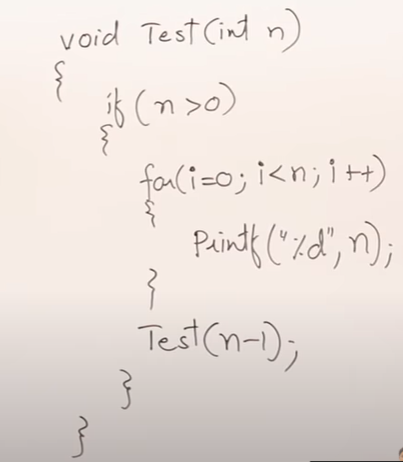 void Test(int n)
{
if(n>0)
{
for(i=0; i<n; i++)
{
Printf("%d", n);
}
Test(n-1);
}
}